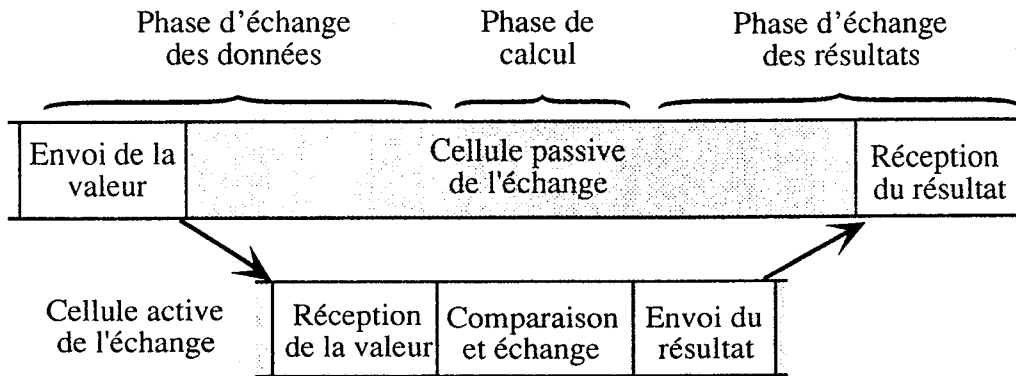 Phase d'échange
des données
Phase de
calcul
Phase d'échange
des résultats
Envoi de la
valeur
Cellule passive
de l'échange
Réception
du résultat
Cellule active
de l'échange
Réception
de la valeur
Comparaison
et échange
Envoi du
résultat